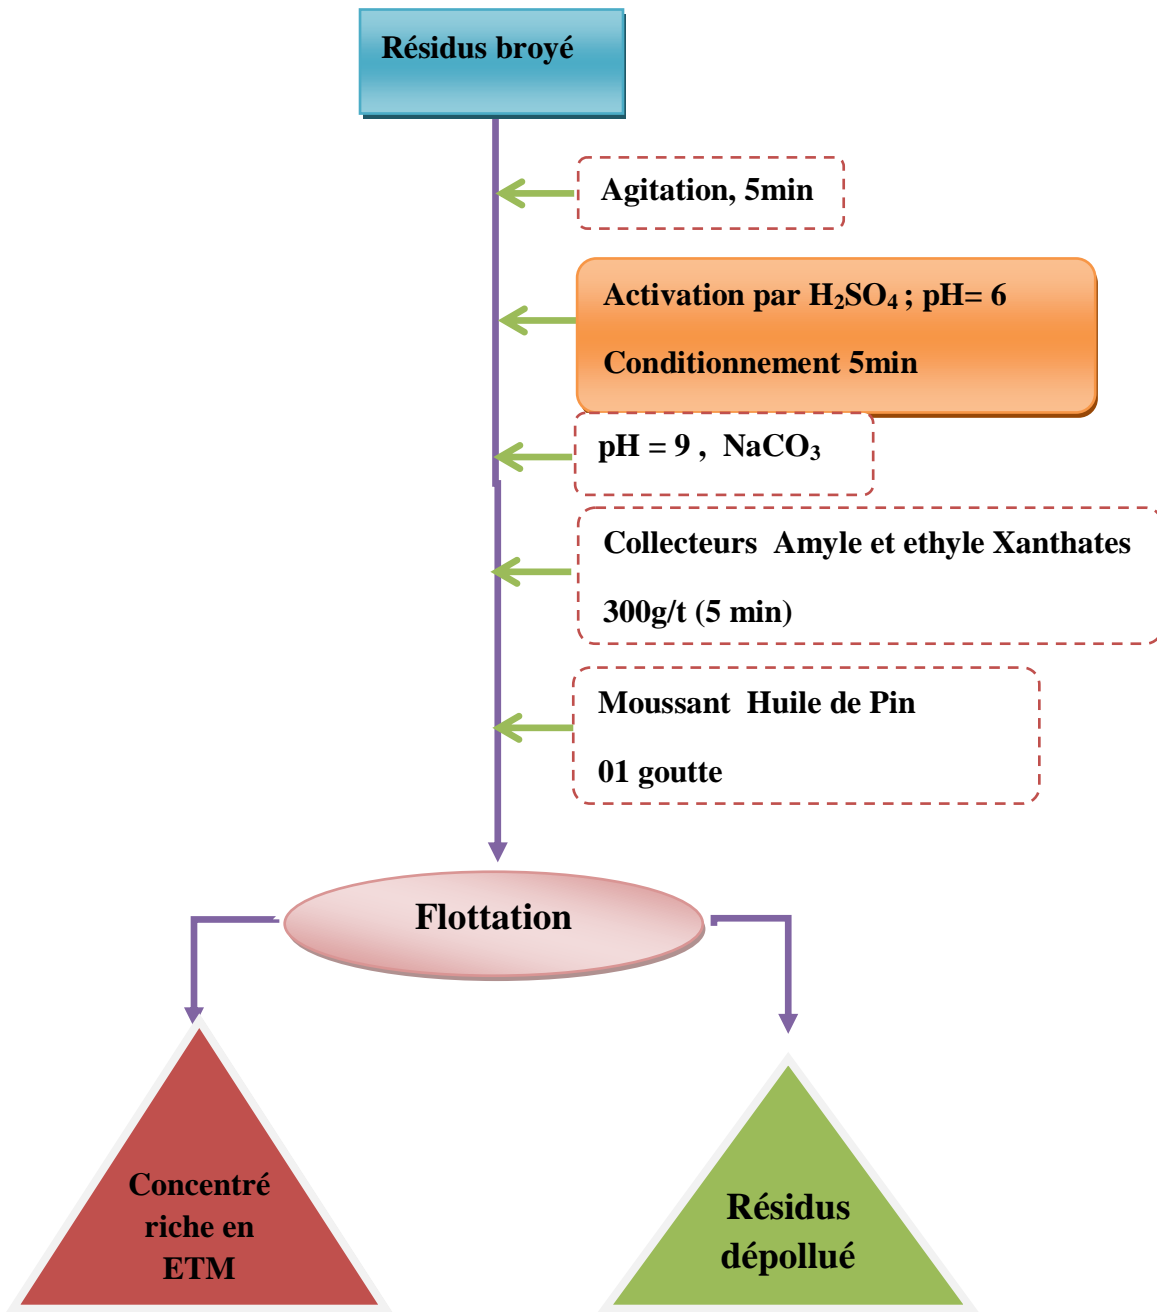 Résidus broyé
Agitation, 5min
Activation par H₂SO₄ ; pH= 6
Conditionnement 5min
pH = 9 , NaCO₃
Collecteurs Amyle et ethyle Xanthates
300g/t (5 min)
Moussant Huile de Pin
01 goutte
Flottation
Concentré
riche en
ETM
Résidus
dépollué